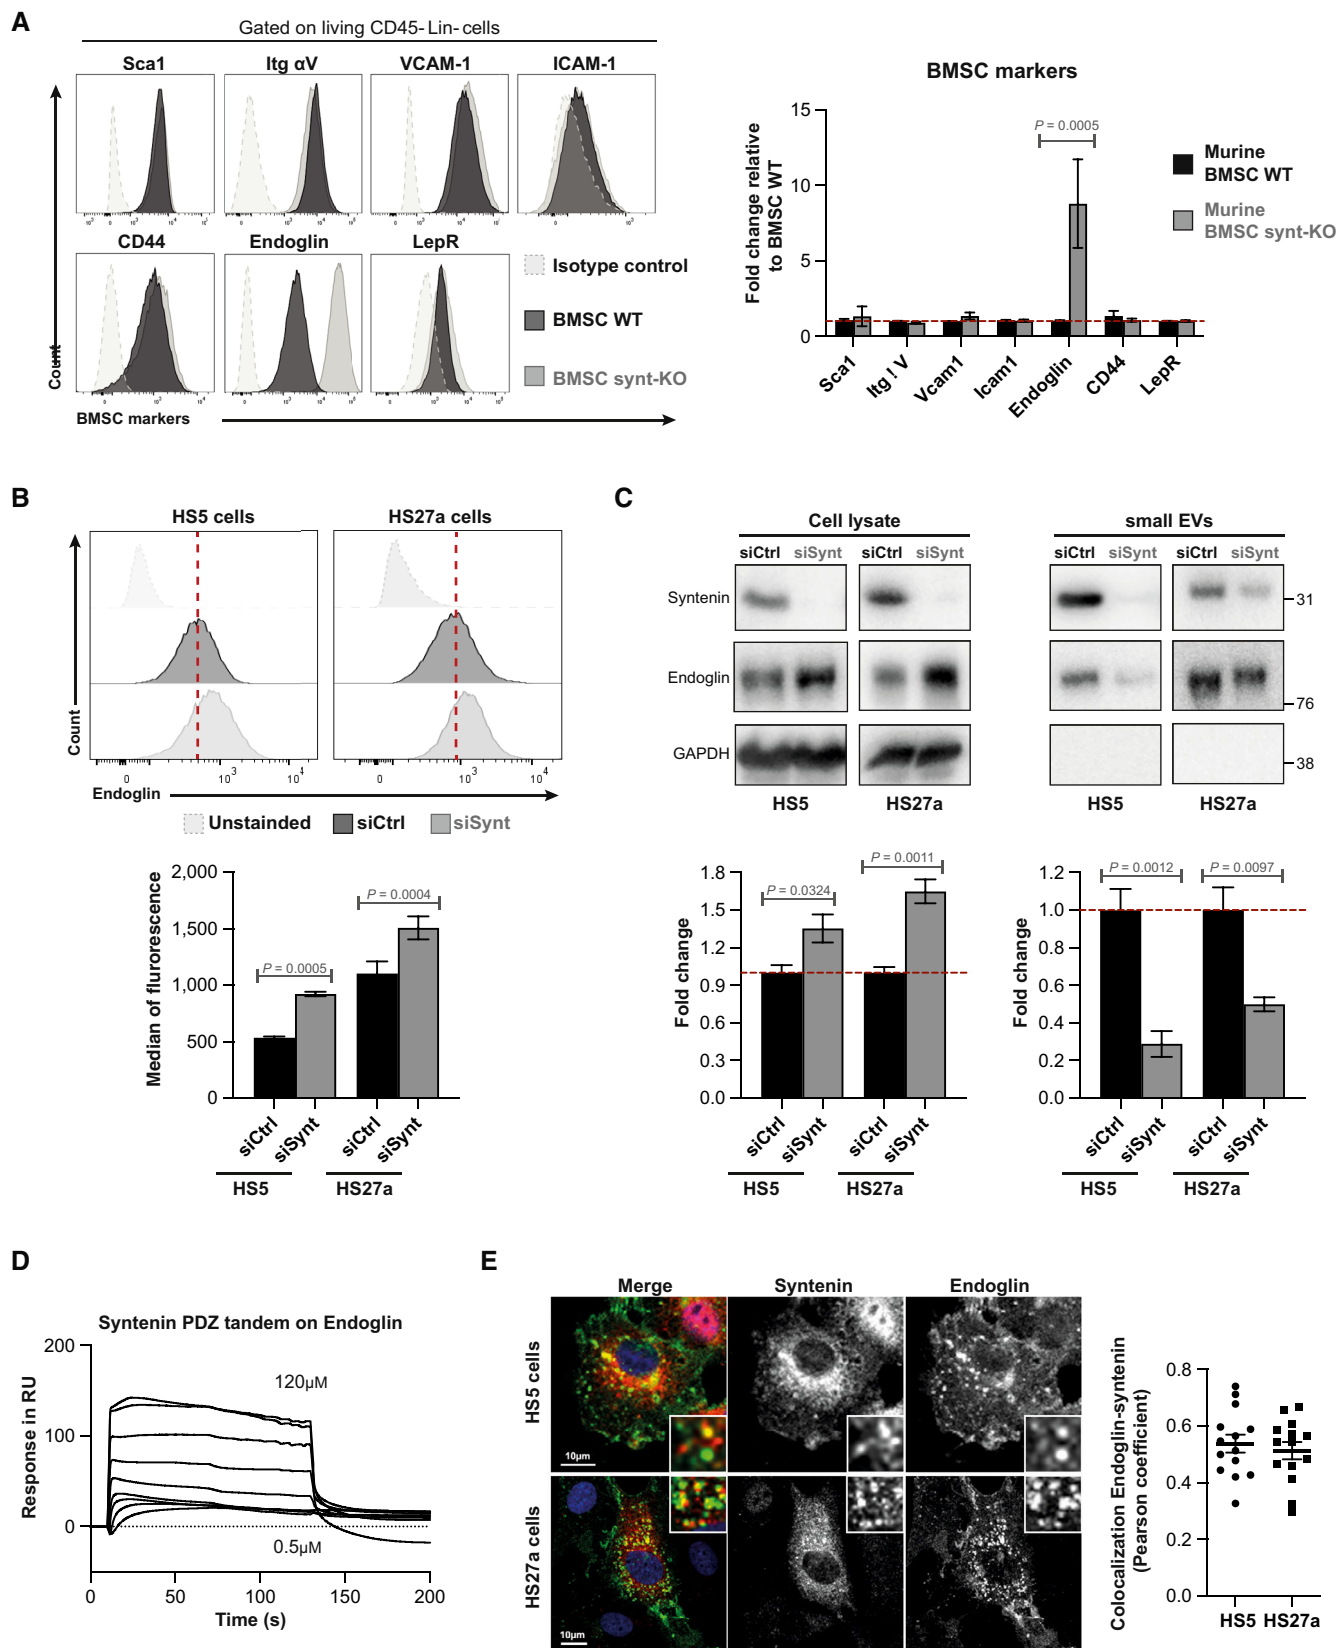 A
Gated on living CD45- Lin- cells
Sca1
Itg αV
VCAM-1
ICAM-1
CD44
Endoglin
LepR
Isotype control
BMSC WT
BMSC synt-KO
Count
BMSC markers
BMSC markers
Fold change relative
to BMSC WT
15
10
5
0
P = 0.0005
Murine
BMSC WT
Murine
BMSC synt-KO
Sca1
Itg ! V
Vcam1
Icam1
Endoglin
CD44
LepR
B
HS5 cells
HS27a cells
Count
0
10³
10⁴
0
10³
10⁴
Endoglin
Unstainded
siCtrl
siSynt
Median of flurorescence
2,000
1,500
1,000
500
0
P = 0.0005
P = 0.0004
siCtrl
siSynt
siCtrl
siSynt
HS5
HS27a
C
Cell lysate
small EVs
siCtrl siSynt siCtrl siSynt
siCtrl siSynt siCtrl siSynt
Syntenin
31
Endoglin
76
GAPDH
38
HS5
HS27a
HS5
HS27a
Fold change
1.8
1.5
1.2
0.9
0.6
0.3
0.0
P = 0.0324
P = 0.0011
siCtrl
siSynt
siCtrl
siSynt
HS5
HS27a
Fold change
1.2
1.0
0.8
0.6
0.4
0.2
0.0
P = 0.0012
P = 0.0097
siCtrl
siSynt
siCtrl
siSynt
HS5
HS27a
D
Syntenin PDZ tandem on Endoglin
Response in RU
200
100
0
120µM
0.5µM
0
50
100
150
200
Time (s)
E
Merge
Syntenin
Endoglin
HS5 cells
10µm
HS27a cells
10µm
Colocalization Endoglin-syntenin
(Pearson coefficient)
0.8
0.6
0.4
0.2
0.0
HS5
HS27a